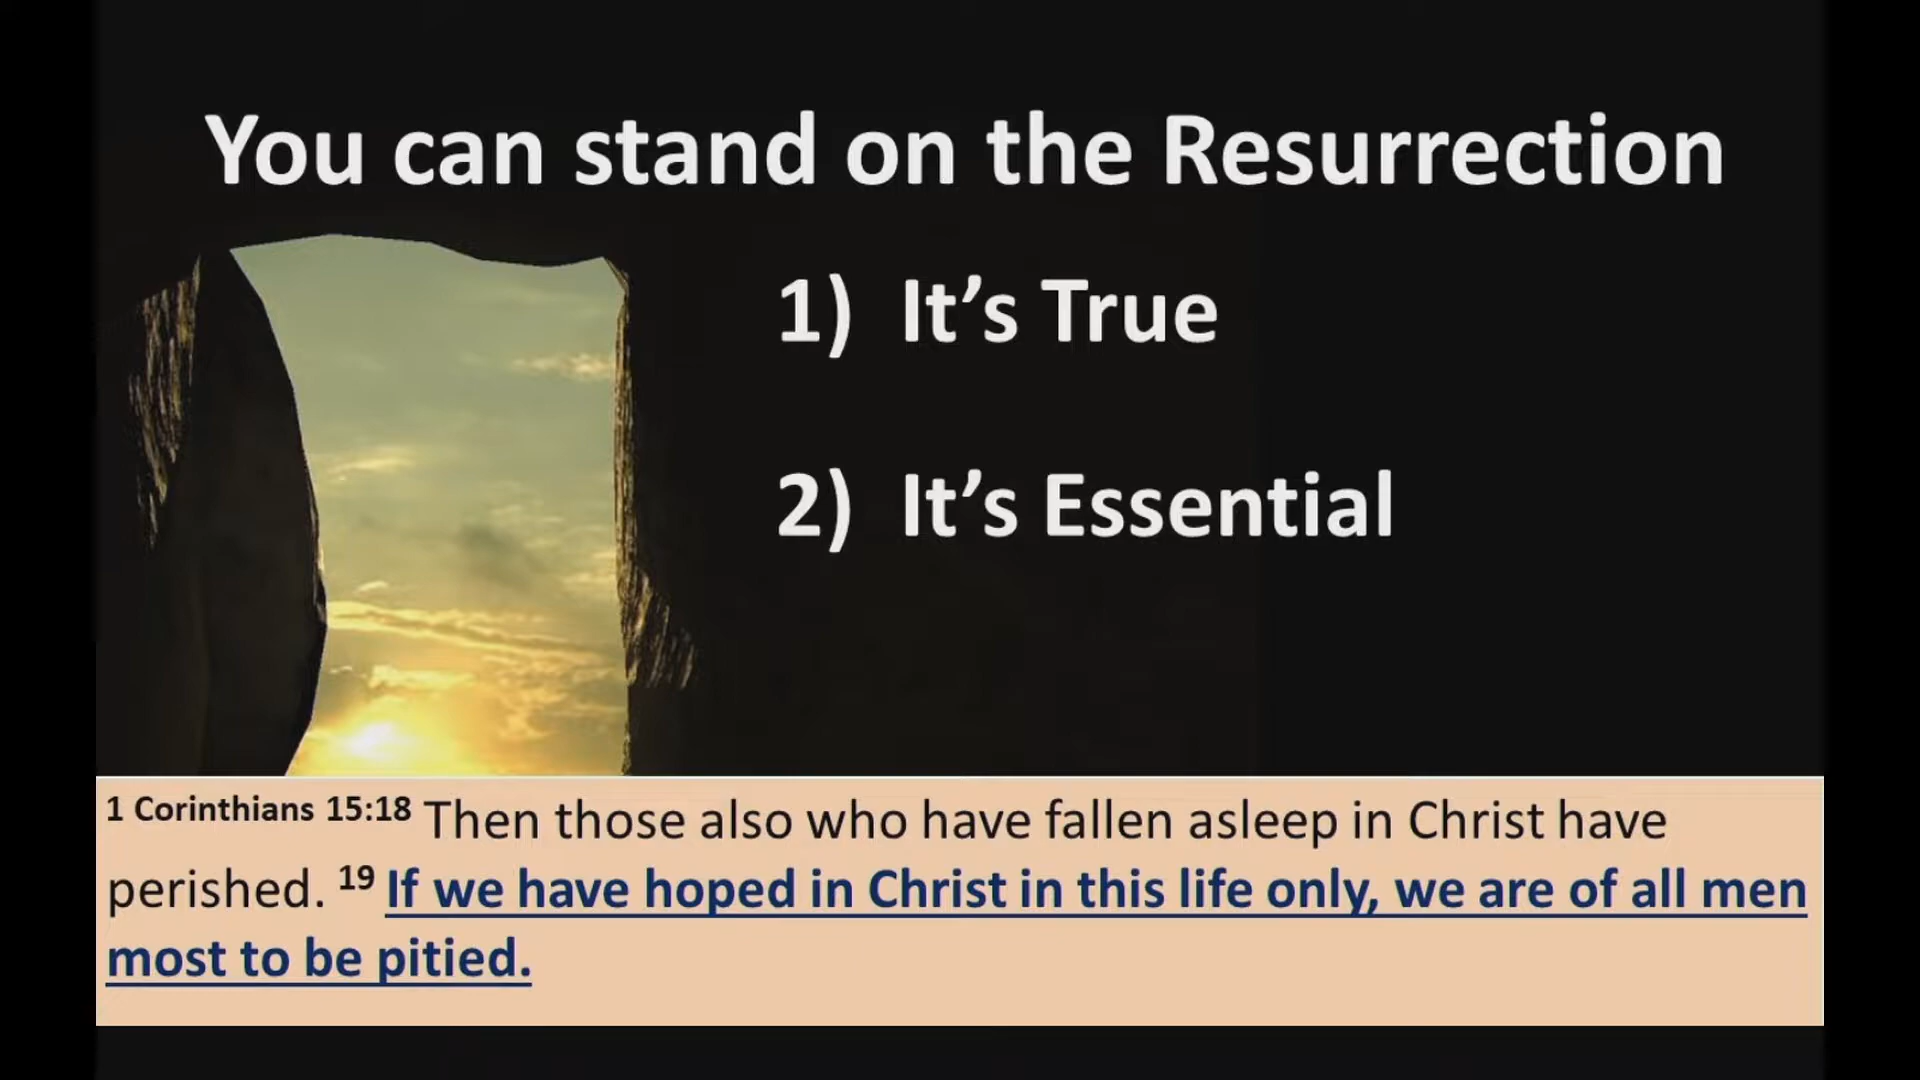 You can stand on the Resurrection
1) It’s True
2) It’s Essential
1 Corinthians 15:18 Then those also who have fallen asleep in Christ have
perished. 19 If we have hoped in Christ in this life only, we are of all men
most to be pitied.